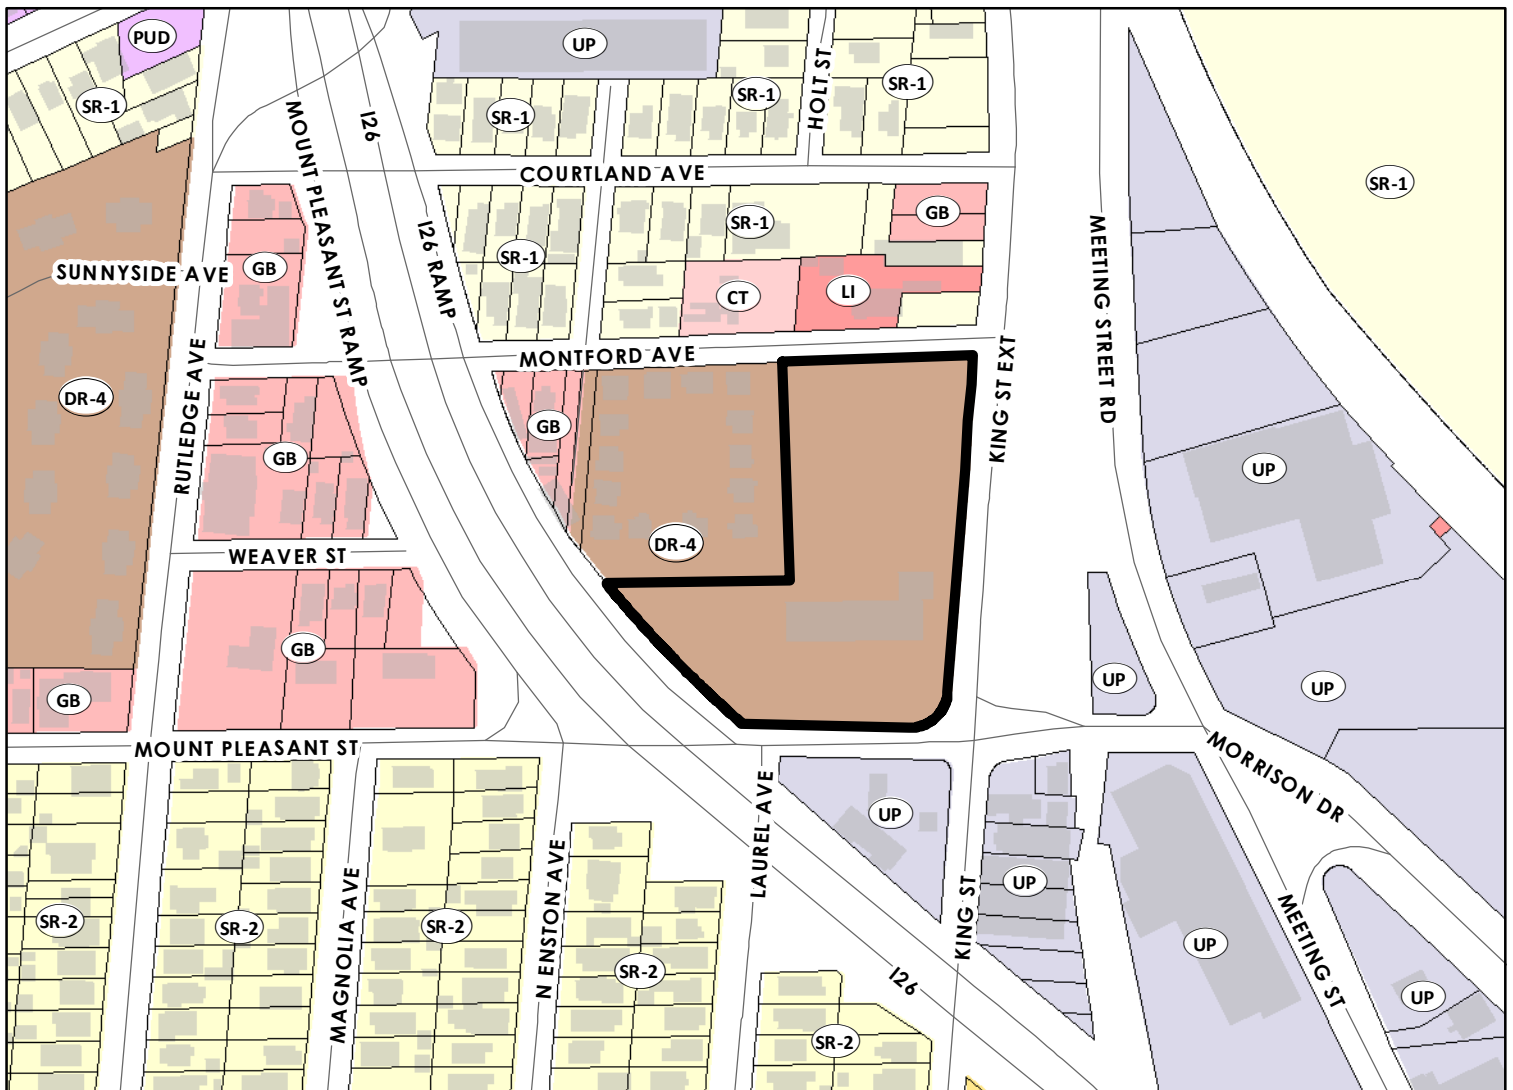 PUD
UP
SR-1
SR-1
SR-1
SR-1
HOLT ST
I26
MOUNT PLEASANT ST RAMP
COURTLAND AVE
SR-1
GB
SR-1
SR-1
I26 RAMP
MEETING STREET RD
SUNNYSIDE AVE
GB
CT
LI
MONTFORD AVE
RUTLEDGE AVE
KING ST EXT
DR-4
GB
GB
UP
DR-4
WEAVER ST
GB
UP
UP
GB
MOUNT PLEASANT ST
MORRISON DR
UP
LAUREL AVE
N ENSTON AVE
MAGNOLIA AVE
KING ST
UP
SR-2
SR-2
SR-2
UP
MEETING ST
SR-2
I26
UP
SR-2